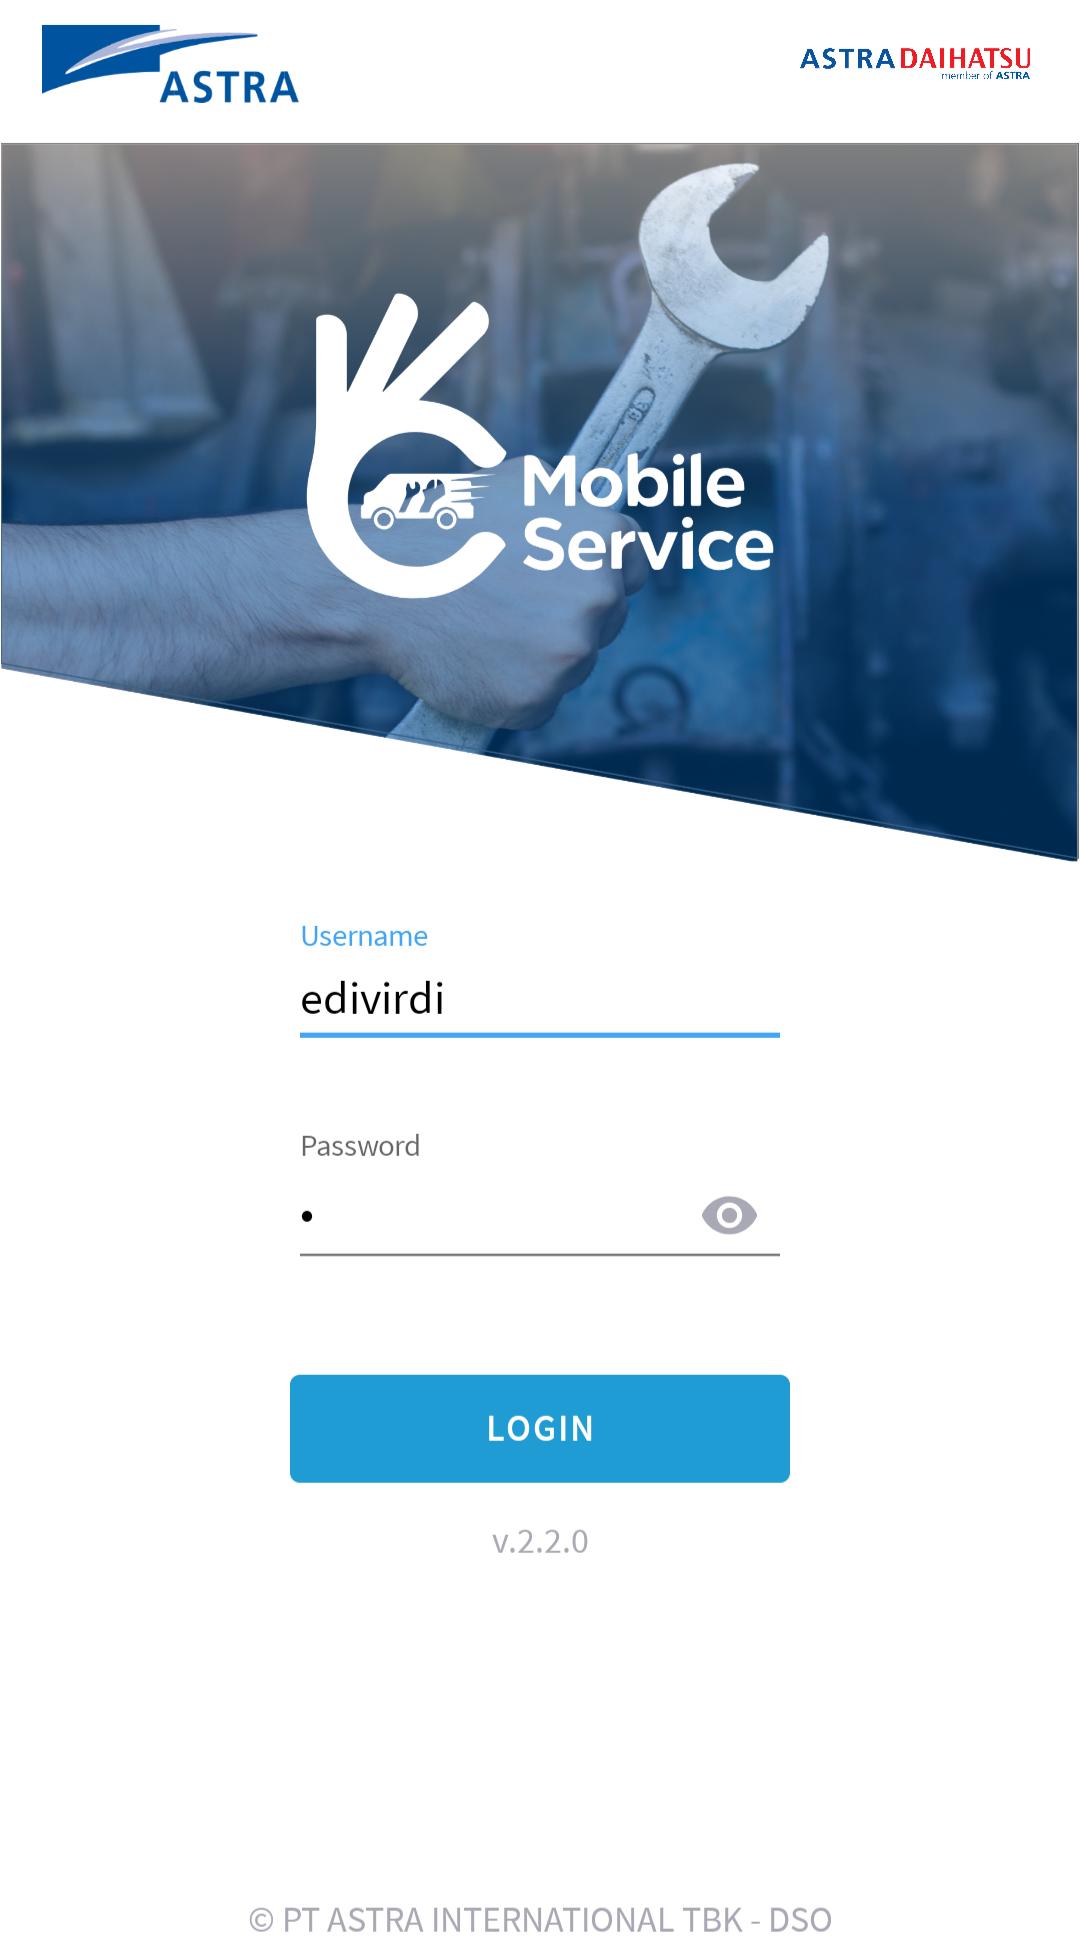 ASTRA
ASTRA DAIHATSU
member of ASTRA
Mobile
Service
Username
edivirdi
Password
LOGIN
v.2.2.0
© PT ASTRA INTERNATIONAL TBK - DSO